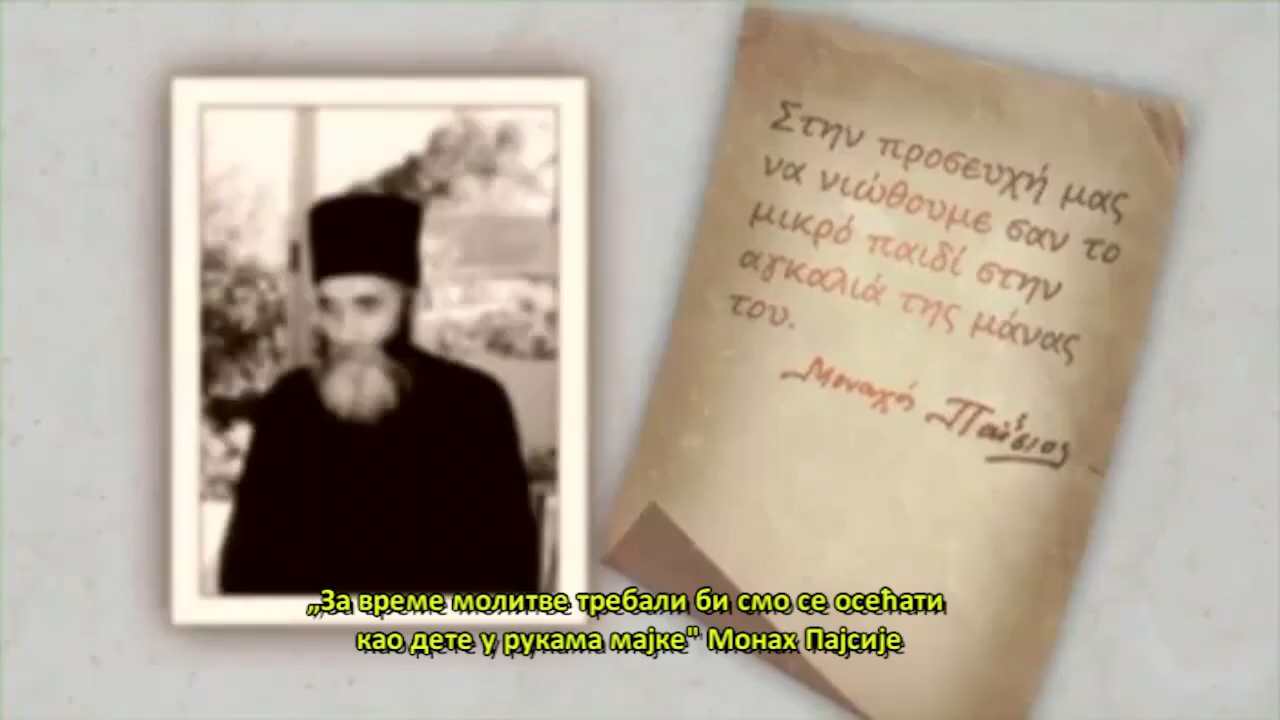 Στην προσευχή μας
να νιώθουμε σαν το
μικρό παιδί στην
αγκαλιά της μάνας
του.
Μοναχός Παΐσιος
„За време молитве требали би смо се осећати
као дете у рукама мајке" Монах Пајсије